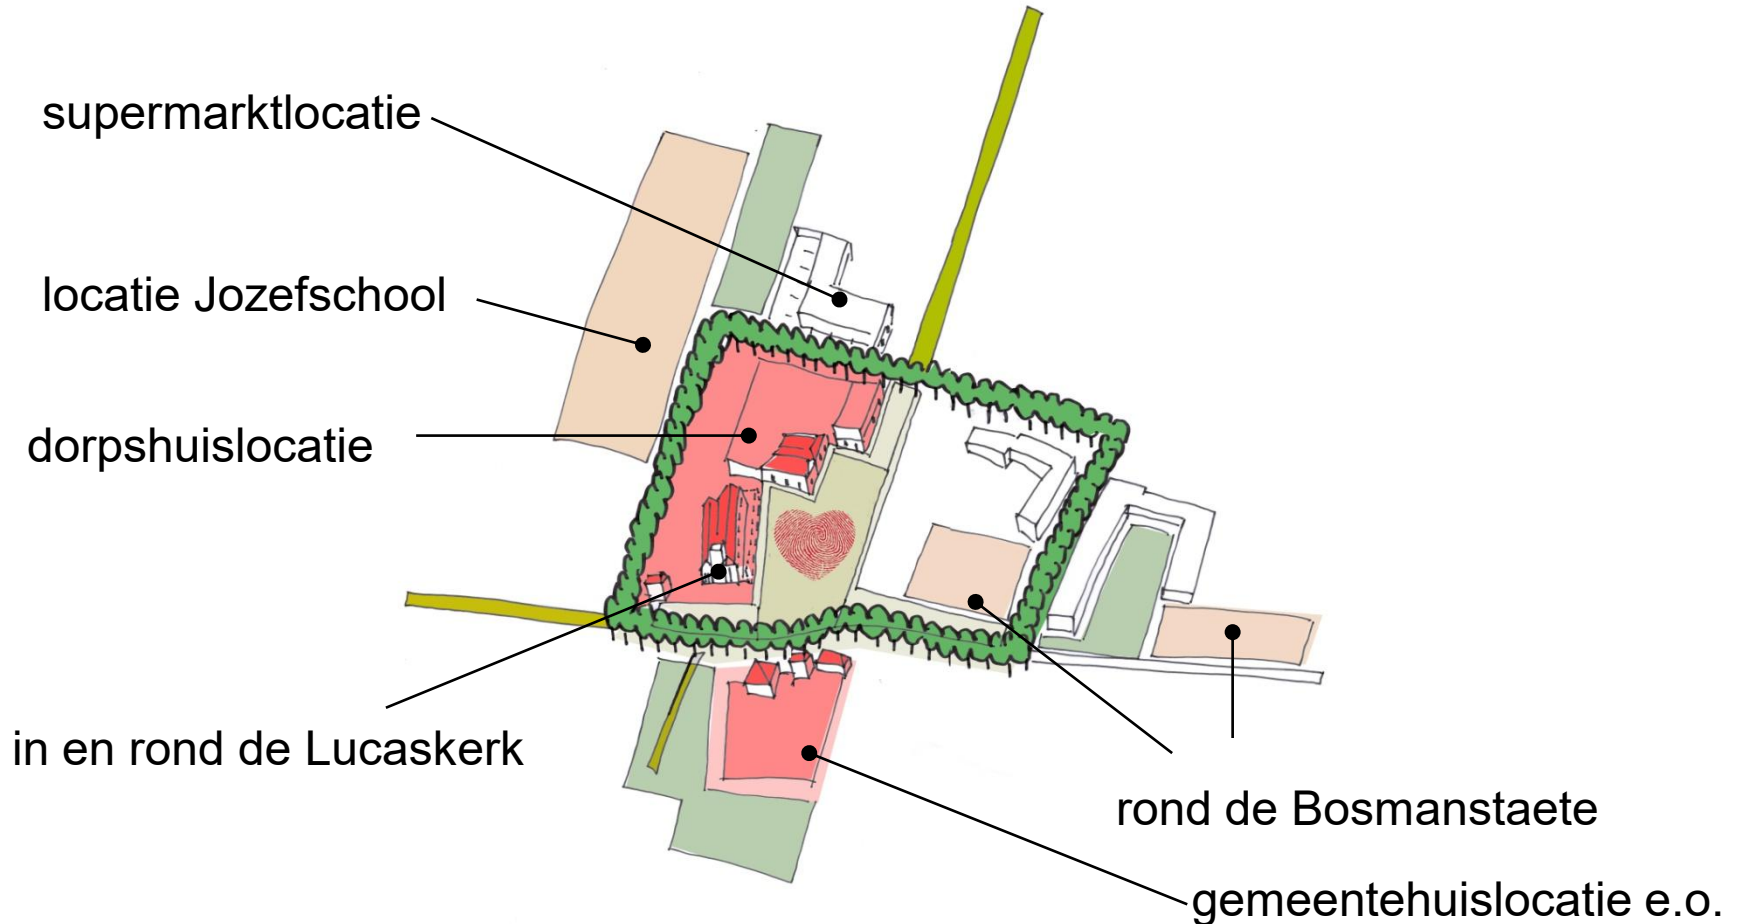 supermarktlocatie
locatie Jozefschool
dorpshuislocatie
in en rond de Lucaskerk
rond de Bosmanstaete
gemeentehuislocatie e.o.